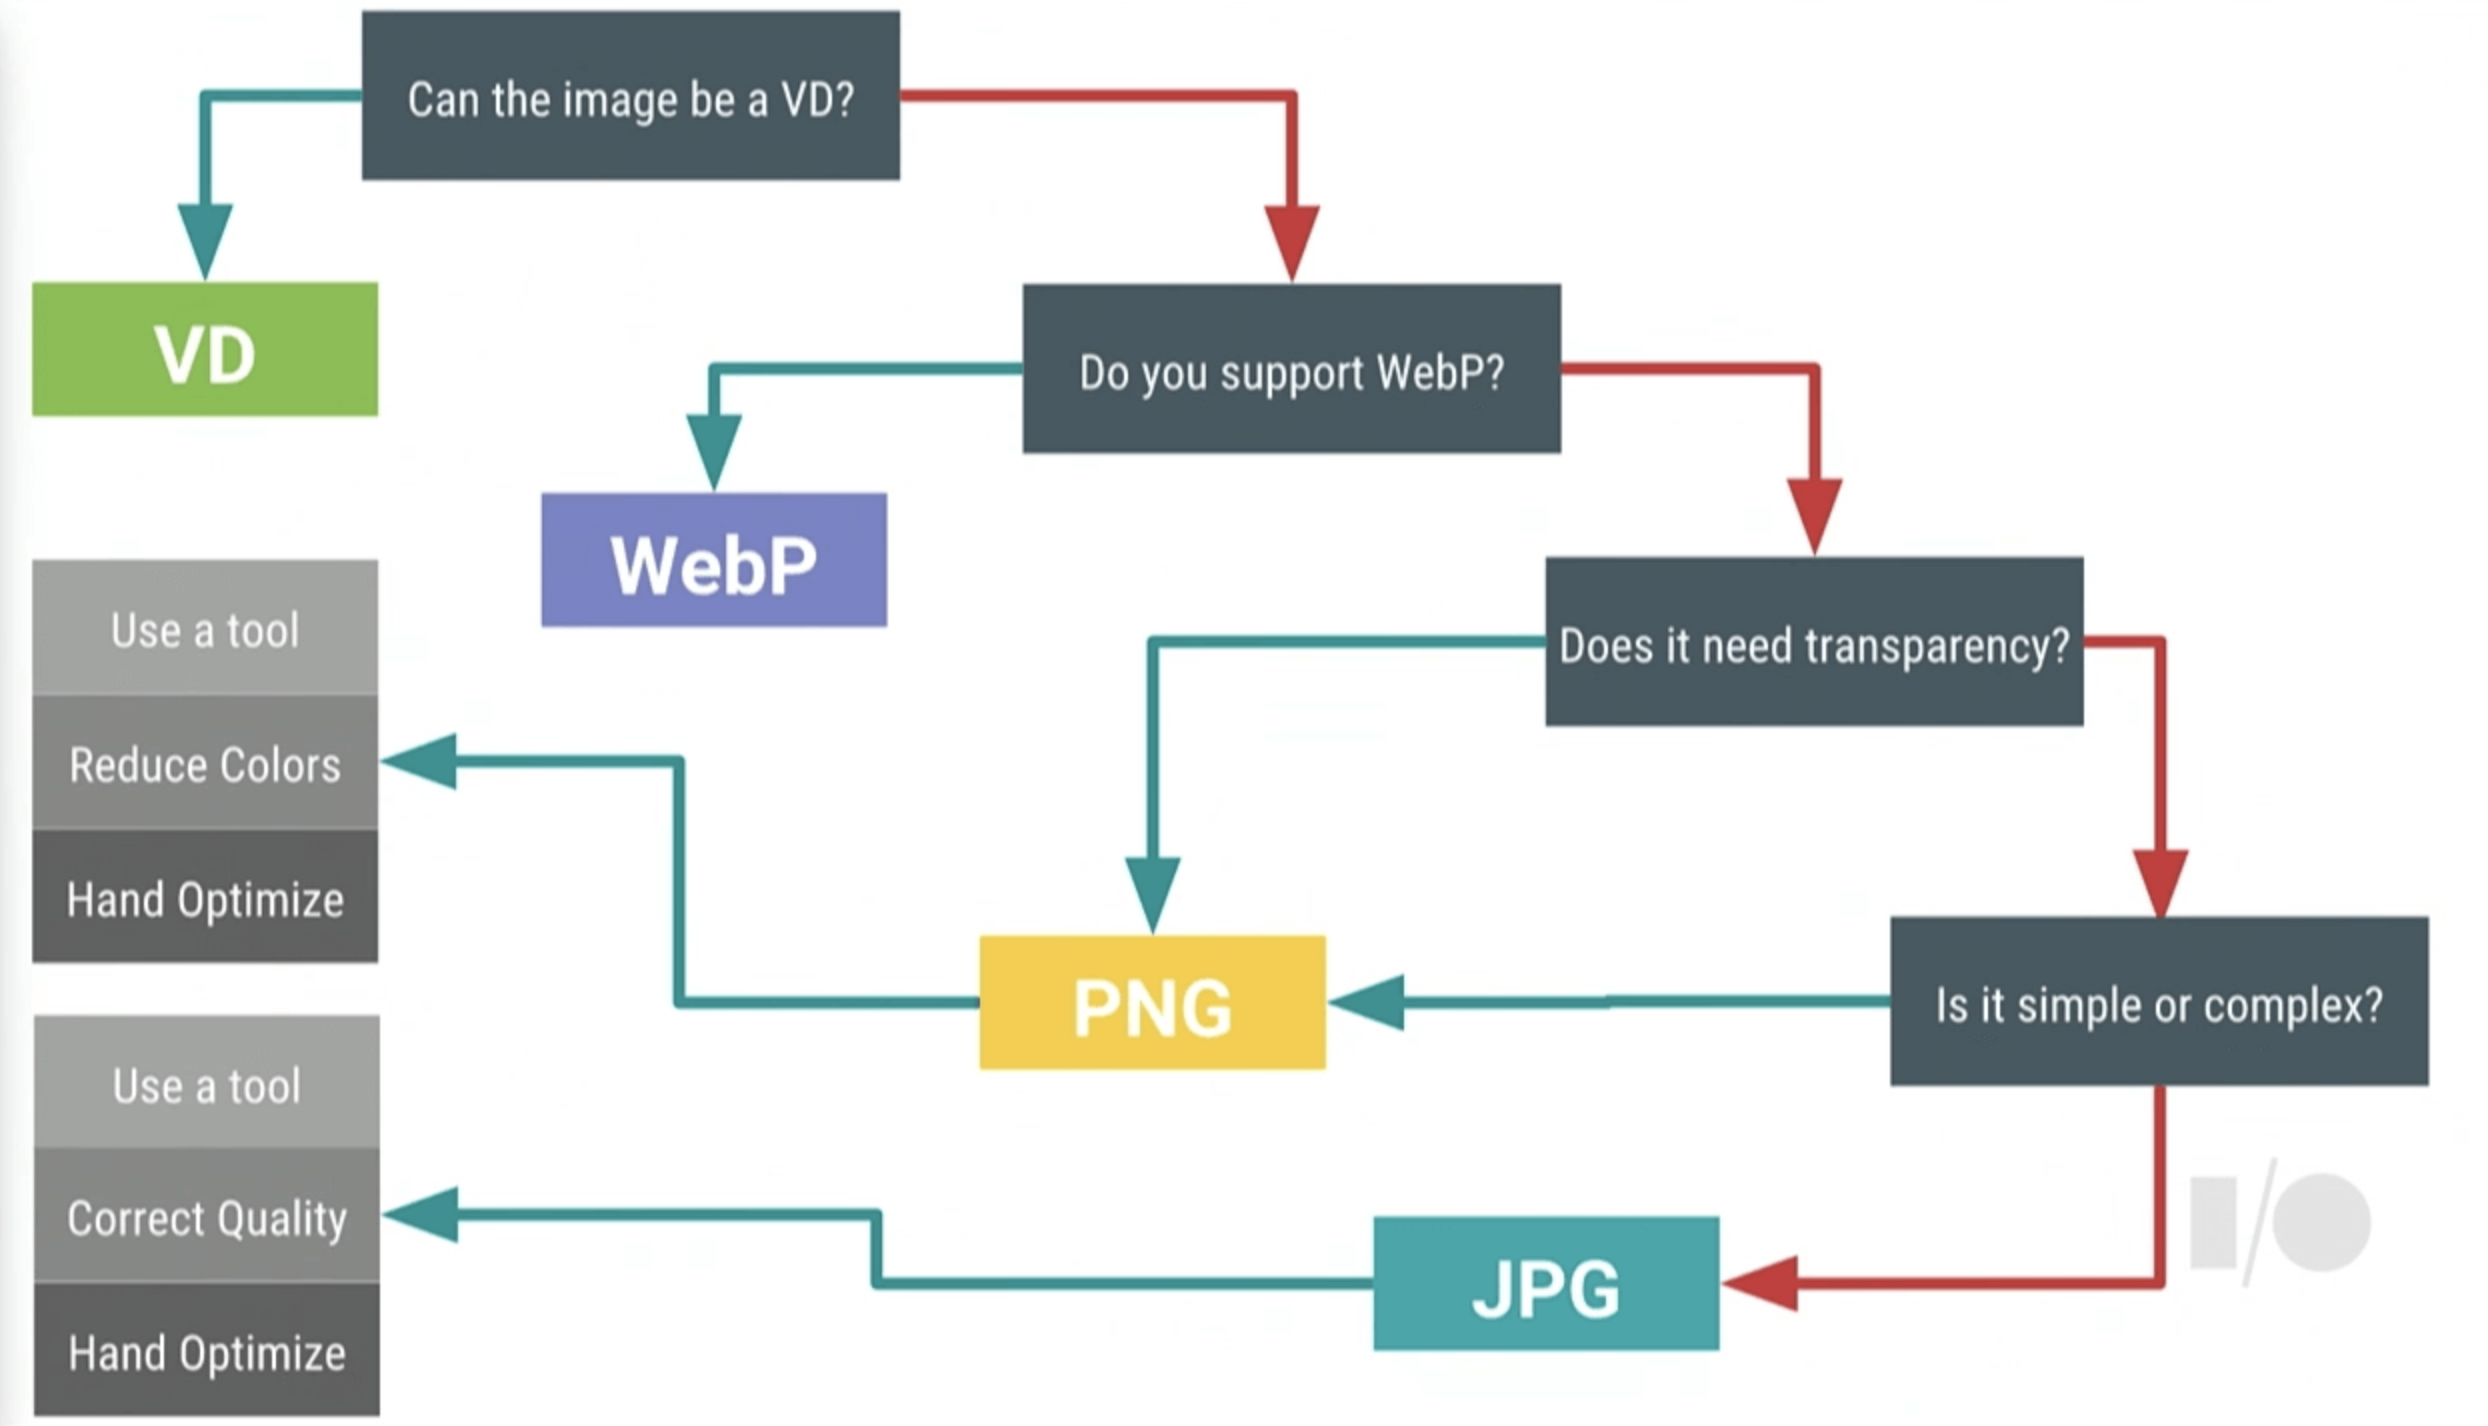 Can the image be a VD?
VD
Do you support WebP?
WebP
Does it need transparency?
Use a tool
Reduce Colors
Hand Optimize
PNG
Is it simple or complex?
Use a tool
Correct Quality
Hand Optimize
JPG
I/O